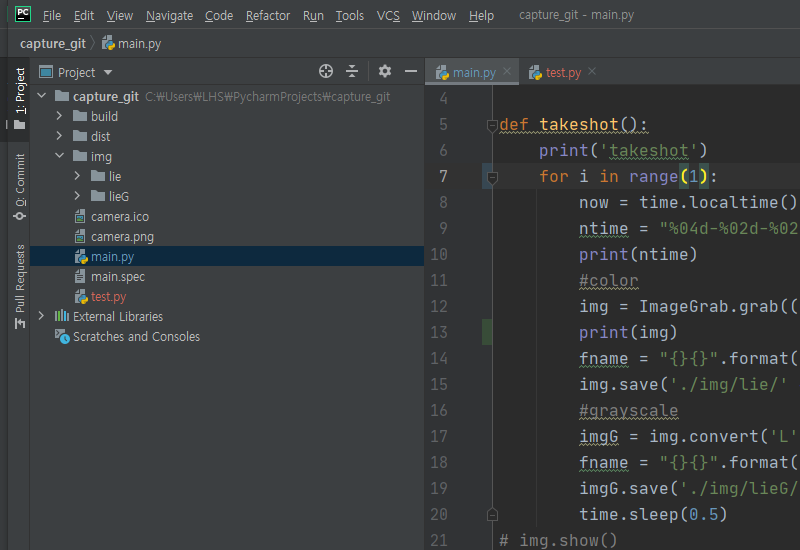 PC File Edit View Navigate Code Refactor Run Tools VCS Window Help capture_git - main.py
capture_git main.py
1: Project
0: Commit
Pull Requests
Project
capture_git C:₩Users₩LHS₩PycharmProjects₩capture_git
build
dist
img
lie
lieG
camera.ico
camera.png
main.py
main.spec
test.py
External Libraries
Scratches and Consoles
main.py test.py
4
5 def takeshot():
6 print('takeshot')
7 for i in range(1):
8 now = time.localtime()
9 ntime = "%04d-%02d-%02
10 print(ntime)
11 #color
12 img = ImageGrab.grab((
13 print(img)
14 fname = "{}{}".format(
15 img.save('./img/lie/'
16 #grayscale
17 imgG = img.convert('L'
18 fname = "{}{}".format(
19 imgG.save('./img/lieG/
20 time.sleep(0.5)
21 # img.show()